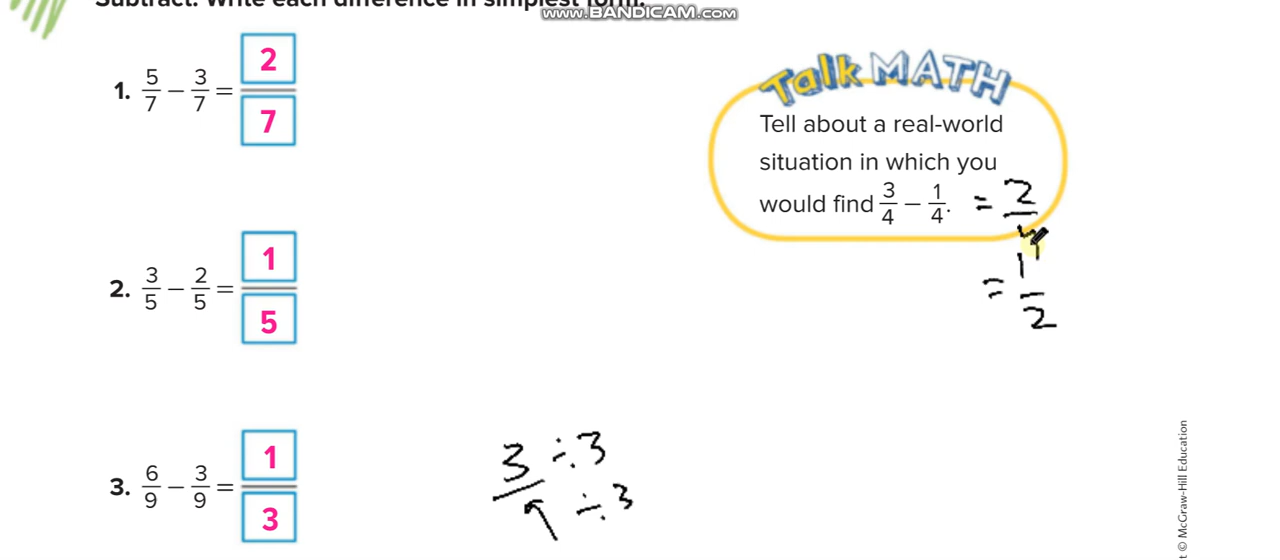 Subtract. Write each difference in simplest form.
www.BANDICAM.com
1. 5/7 − 3/7 = 2/7
2. 3/5 − 2/5 = 1/5
3. 6/9 − 3/9 = 1/3
3 ÷ 3
9 ÷ 3
Talk MATH
Tell about a real-world
situation in which you
would find 3/4 − 1/4. = 2/4
= 1/2
t © McGraw-Hill Education